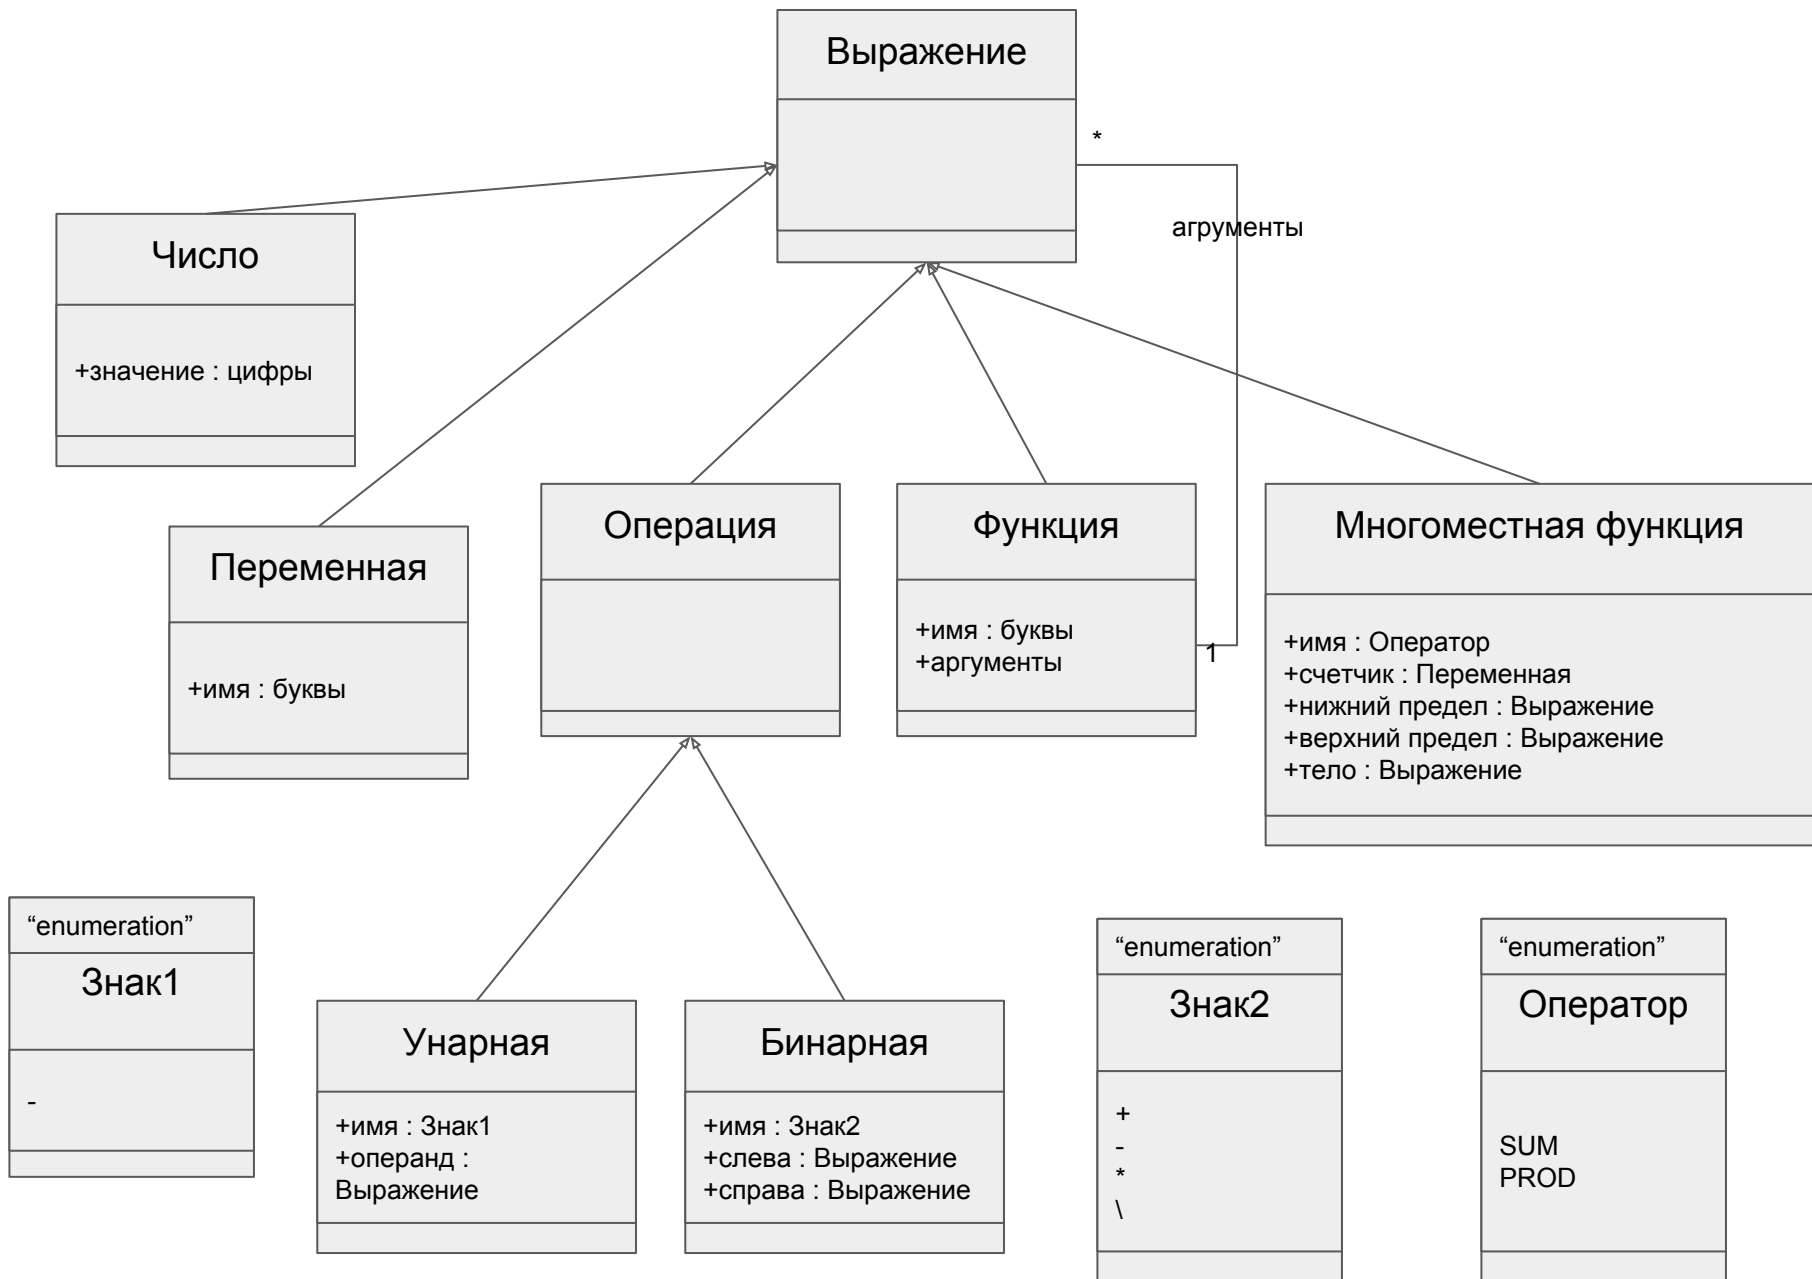 Выражение
*
агрументы
Число
+значение : цифры
Переменная
+имя : буквы
Операция
Функция
+имя : буквы
+аргументы
1
Многоместная функция
+имя : Оператор
+счетчик : Переменная
+нижний предел : Выражение
+верхний предел : Выражение
+тело : Выражение
“enumeration”
Знак1
-
Унарная
+имя : Знак1
+операнд :
Выражение
Бинарная
+имя : Знак2
+слева : Выражение
+справа : Выражение
“enumeration”
Знак2
+
-
*
\
“enumeration”
Оператор
SUM
PROD